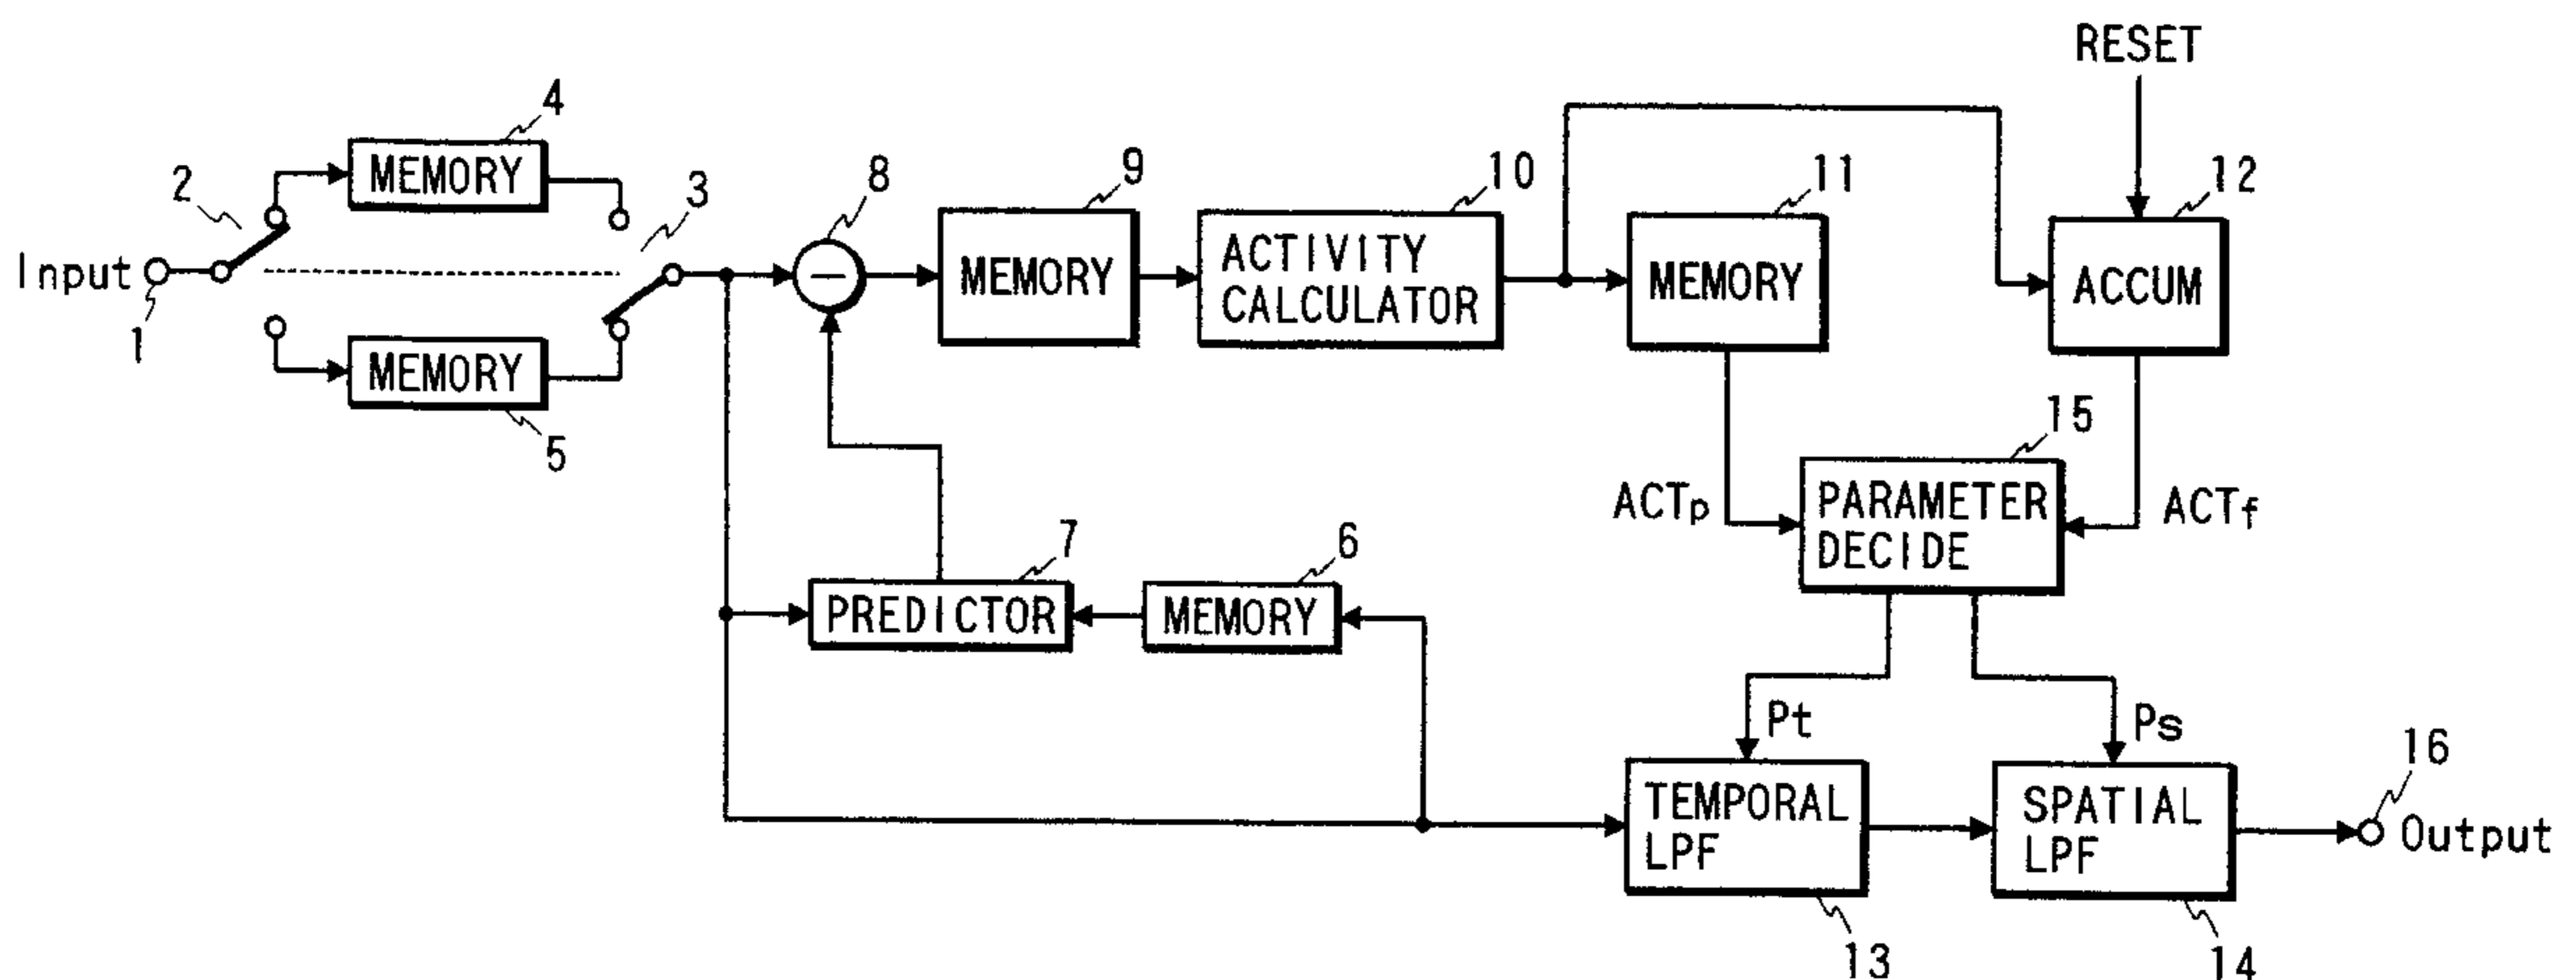 RESET
4
MEMORY
2
3
8
9
10
11
12
Input
1
MEMORY
ACTIVITY
CALCULATOR
MEMORY
ACCUM
MEMORY
5
15
ACTp
PARAMETER
DECIDE
ACTf
7
6
PREDICTOR
MEMORY
Pt
Ps
16
TEMPORAL
LPF
SPATIAL
LPF
Output
13
14